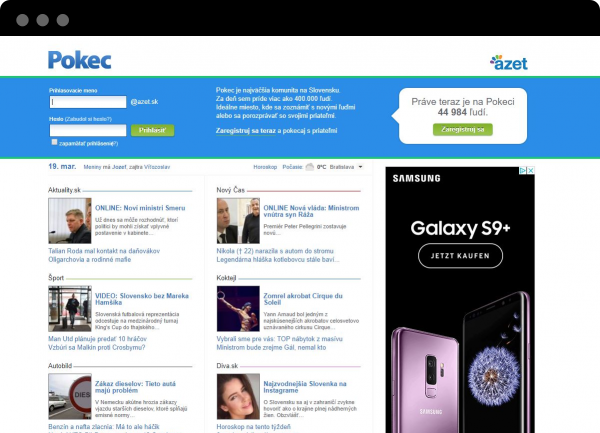 Pokec
azet
Prihlasovacie meno
@azet.sk
Heslo (Zabudol si heslo?)
Prihlásiť
zapamätať prihlásenie?
Pokec je najväčšia komunita na Slovensku.
Za deň sem príde viac ako 400.000 ľudí.
Ideálne miesto, kde sa zoznámiť s novými ľuďmi
alebo sa porozprávať so svojimi priateľmi
Zaregistruj sa teraz a pokecaj s priateľmi
Práve teraz je na Pokeci
44 984 ľudí.
Zaregistruj sa
19. mar. Meniny má Jozef, zajtra Víťazoslav
Horoskop Počasie: 0°C Bratislava
Aktuality.sk
ONLINE: Noví ministri Smeru
Už dnes sa môže rozhodnúť, ktorí
politici by mohli získať vplyvné
postavenie v kabinete...
Talian Roda mal kontakt na daňovákov
Oligarchovia a rodinné mafie
Nový Čas
ONLINE Nová vláda: Ministrom
vnútra syn Ráža
Premiér Peter Pellegrini zostavuje
novú...
Nikola († 22) narazila s autom do stromu
Legendárna hláška kotlebovcu stále baví...
Šport
VIDEO: Slovensko bez Mareka
Hamšíka
Slovenská futbalová reprezentácia
odcestuje na medzinárodný turnaj
King's Cup do thajského...
Man Utd plánuje predať 10 hráčov
Vzbúri sa Malkin proti Crosbymu?
Koktejl
Zomrel akrobat Cirque du
Soleil
Yann Arnaud bol jedným z
najskúsenejších akrobatov celosvetovo
uznávaného cirkusu Cirque...
Vybrali sme pre vás: TOP nábytok z masívu
Ministrom bude zrejme Gál, nemal kto
Autobild
Zákaz dieselov: Tieto autá
majú problém
V Nemecku akútne hrozia zákazy
vjazdu starších dieselov, ktoré spĺňajú
emisné normy...
Benzín a nafta zlacnia: Má to ale háčik
Diva.sk
Najzvodnejšia Slovenka na
Instagrame
O Slovensku sa aj v zahraničí zvykne
hovoriť ako o krajine plnej nádherných
žien. Obzvlášť...
Horoskop na tento týždeň
SAMSUNG
Galaxy S9+
JETZT KAUFEN
SAMSUNG